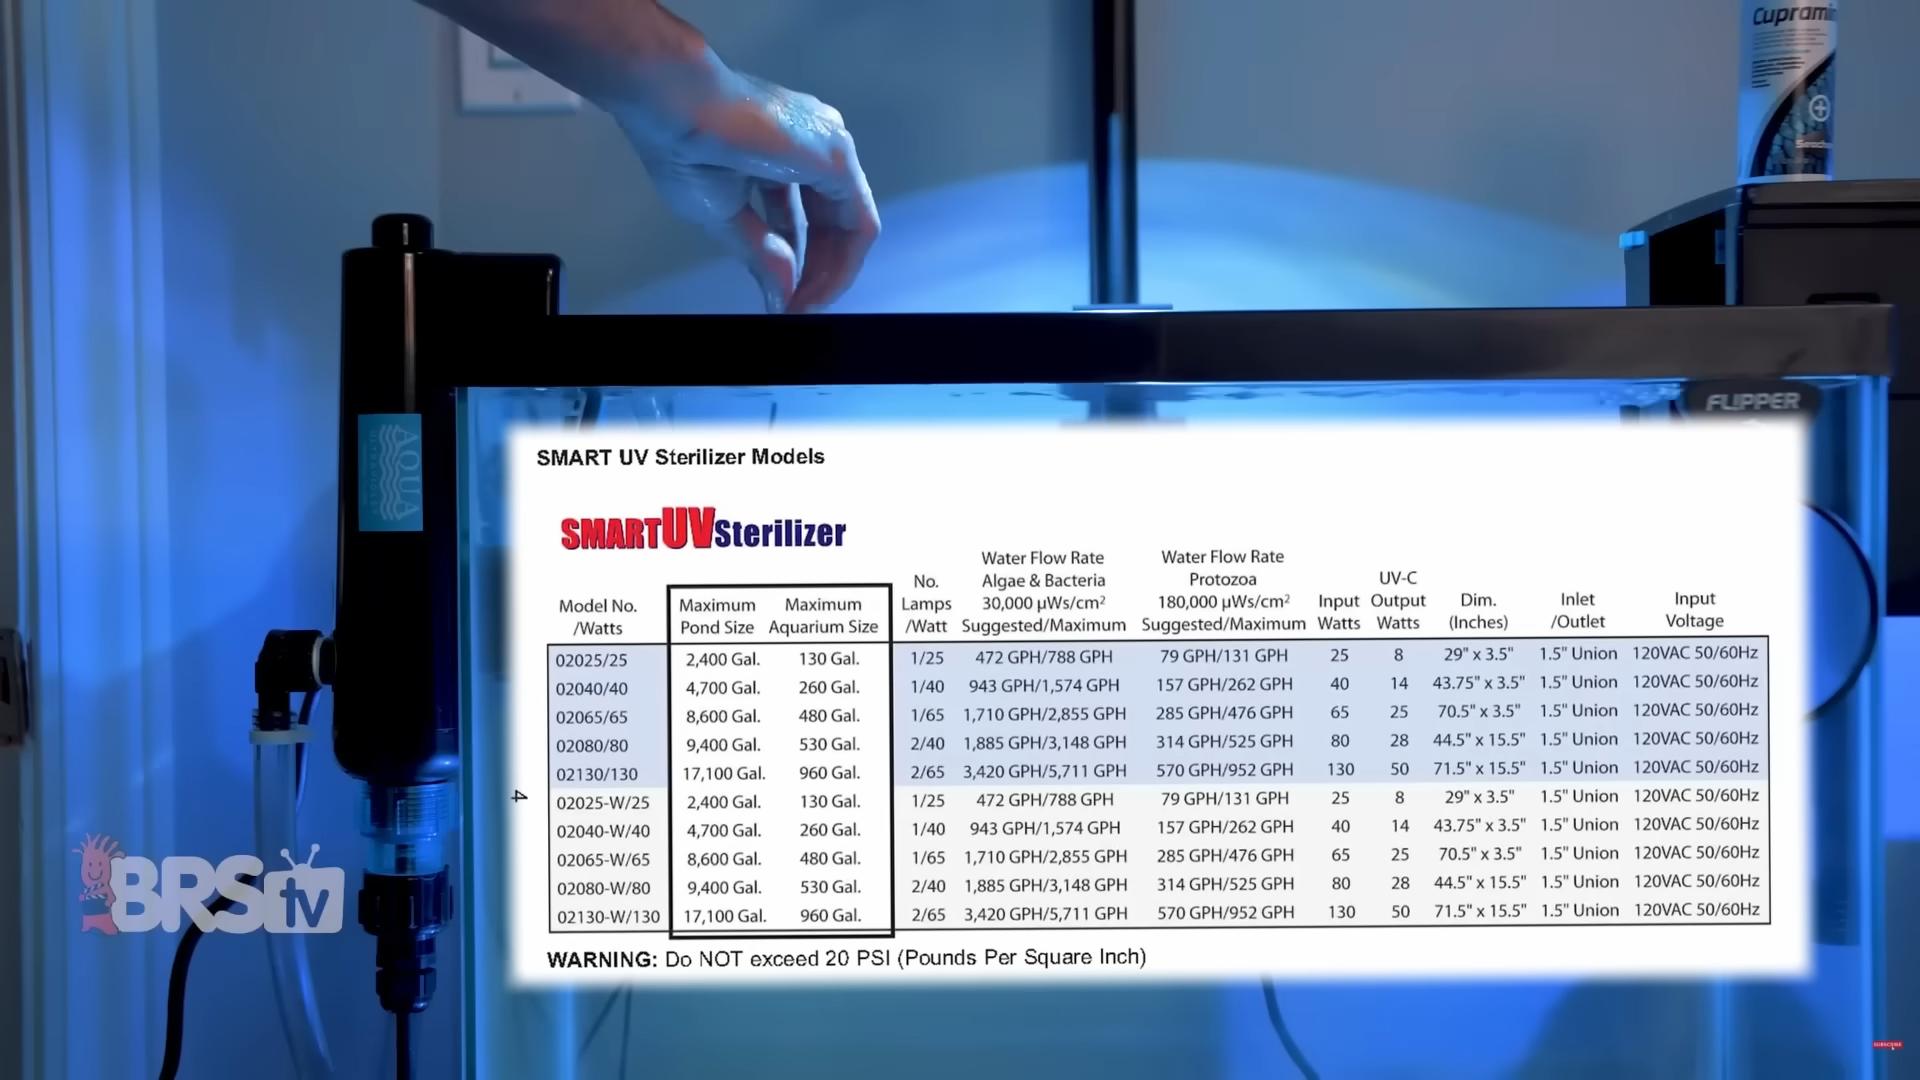 Cupramin
Seachem
FLIPPER
AQUA
SMART UV Sterilizer Models
SMARTUVSterilizer
Model No. /Watts
Maximum Pond Size
Maximum Aquarium Size
No. Lamps /Watt
Water Flow Rate Algae & Bacteria 30,000 µWs/cm² Suggested/Maximum
Water Flow Rate Protozoa 180,000 µWs/cm² Suggested/Maximum
Input Watts
UV-C Output Watts
Dim. (Inches)
Inlet /Outlet
Input Voltage
02025/25 2,400 Gal. 130 Gal. 1/25 472 GPH/788 GPH 79 GPH/131 GPH 25 8 29" x 3.5" 1.5" Union 120VAC 50/60Hz
02040/40 4,700 Gal. 260 Gal. 1/40 943 GPH/1,574 GPH 157 GPH/262 GPH 40 14 43.75" x 3.5" 1.5" Union 120VAC 50/60Hz
02065/65 8,600 Gal. 480 Gal. 1/65 1,710 GPH/2,855 GPH 285 GPH/476 GPH 65 25 70.5" x 3.5" 1.5" Union 120VAC 50/60Hz
02080/80 9,400 Gal. 530 Gal. 2/40 1,885 GPH/3,148 GPH 314 GPH/525 GPH 80 28 44.5" x 15.5" 1.5" Union 120VAC 50/60Hz
02130/130 17,100 Gal. 960 Gal. 2/65 3,420 GPH/5,711 GPH 570 GPH/952 GPH 130 50 71.5" x 15.5" 1.5" Union 120VAC 50/60Hz
02025-W/25 2,400 Gal. 130 Gal. 1/25 472 GPH/788 GPH 79 GPH/131 GPH 25 8 29" x 3.5" 1.5" Union 120VAC 50/60Hz
02040-W/40 4,700 Gal. 260 Gal. 1/40 943 GPH/1,574 GPH 157 GPH/262 GPH 40 14 43.75" x 3.5" 1.5" Union 120VAC 50/60Hz
02065-W/65 8,600 Gal. 480 Gal. 1/65 1,710 GPH/2,855 GPH 285 GPH/476 GPH 65 25 70.5" x 3.5" 1.5" Union 120VAC 50/60Hz
02080-W/80 9,400 Gal. 530 Gal. 2/40 1,885 GPH/3,148 GPH 314 GPH/525 GPH 80 28 44.5" x 15.5" 1.5" Union 120VAC 50/60Hz
02130-W/130 17,100 Gal. 960 Gal. 2/65 3,420 GPH/5,711 GPH 570 GPH/952 GPH 130 50 71.5" x 15.5" 1.5" Union 120VAC 50/60Hz
4
WARNING: Do NOT exceed 20 PSI (Pounds Per Square Inch)
BRStv
SUBSCRIBE